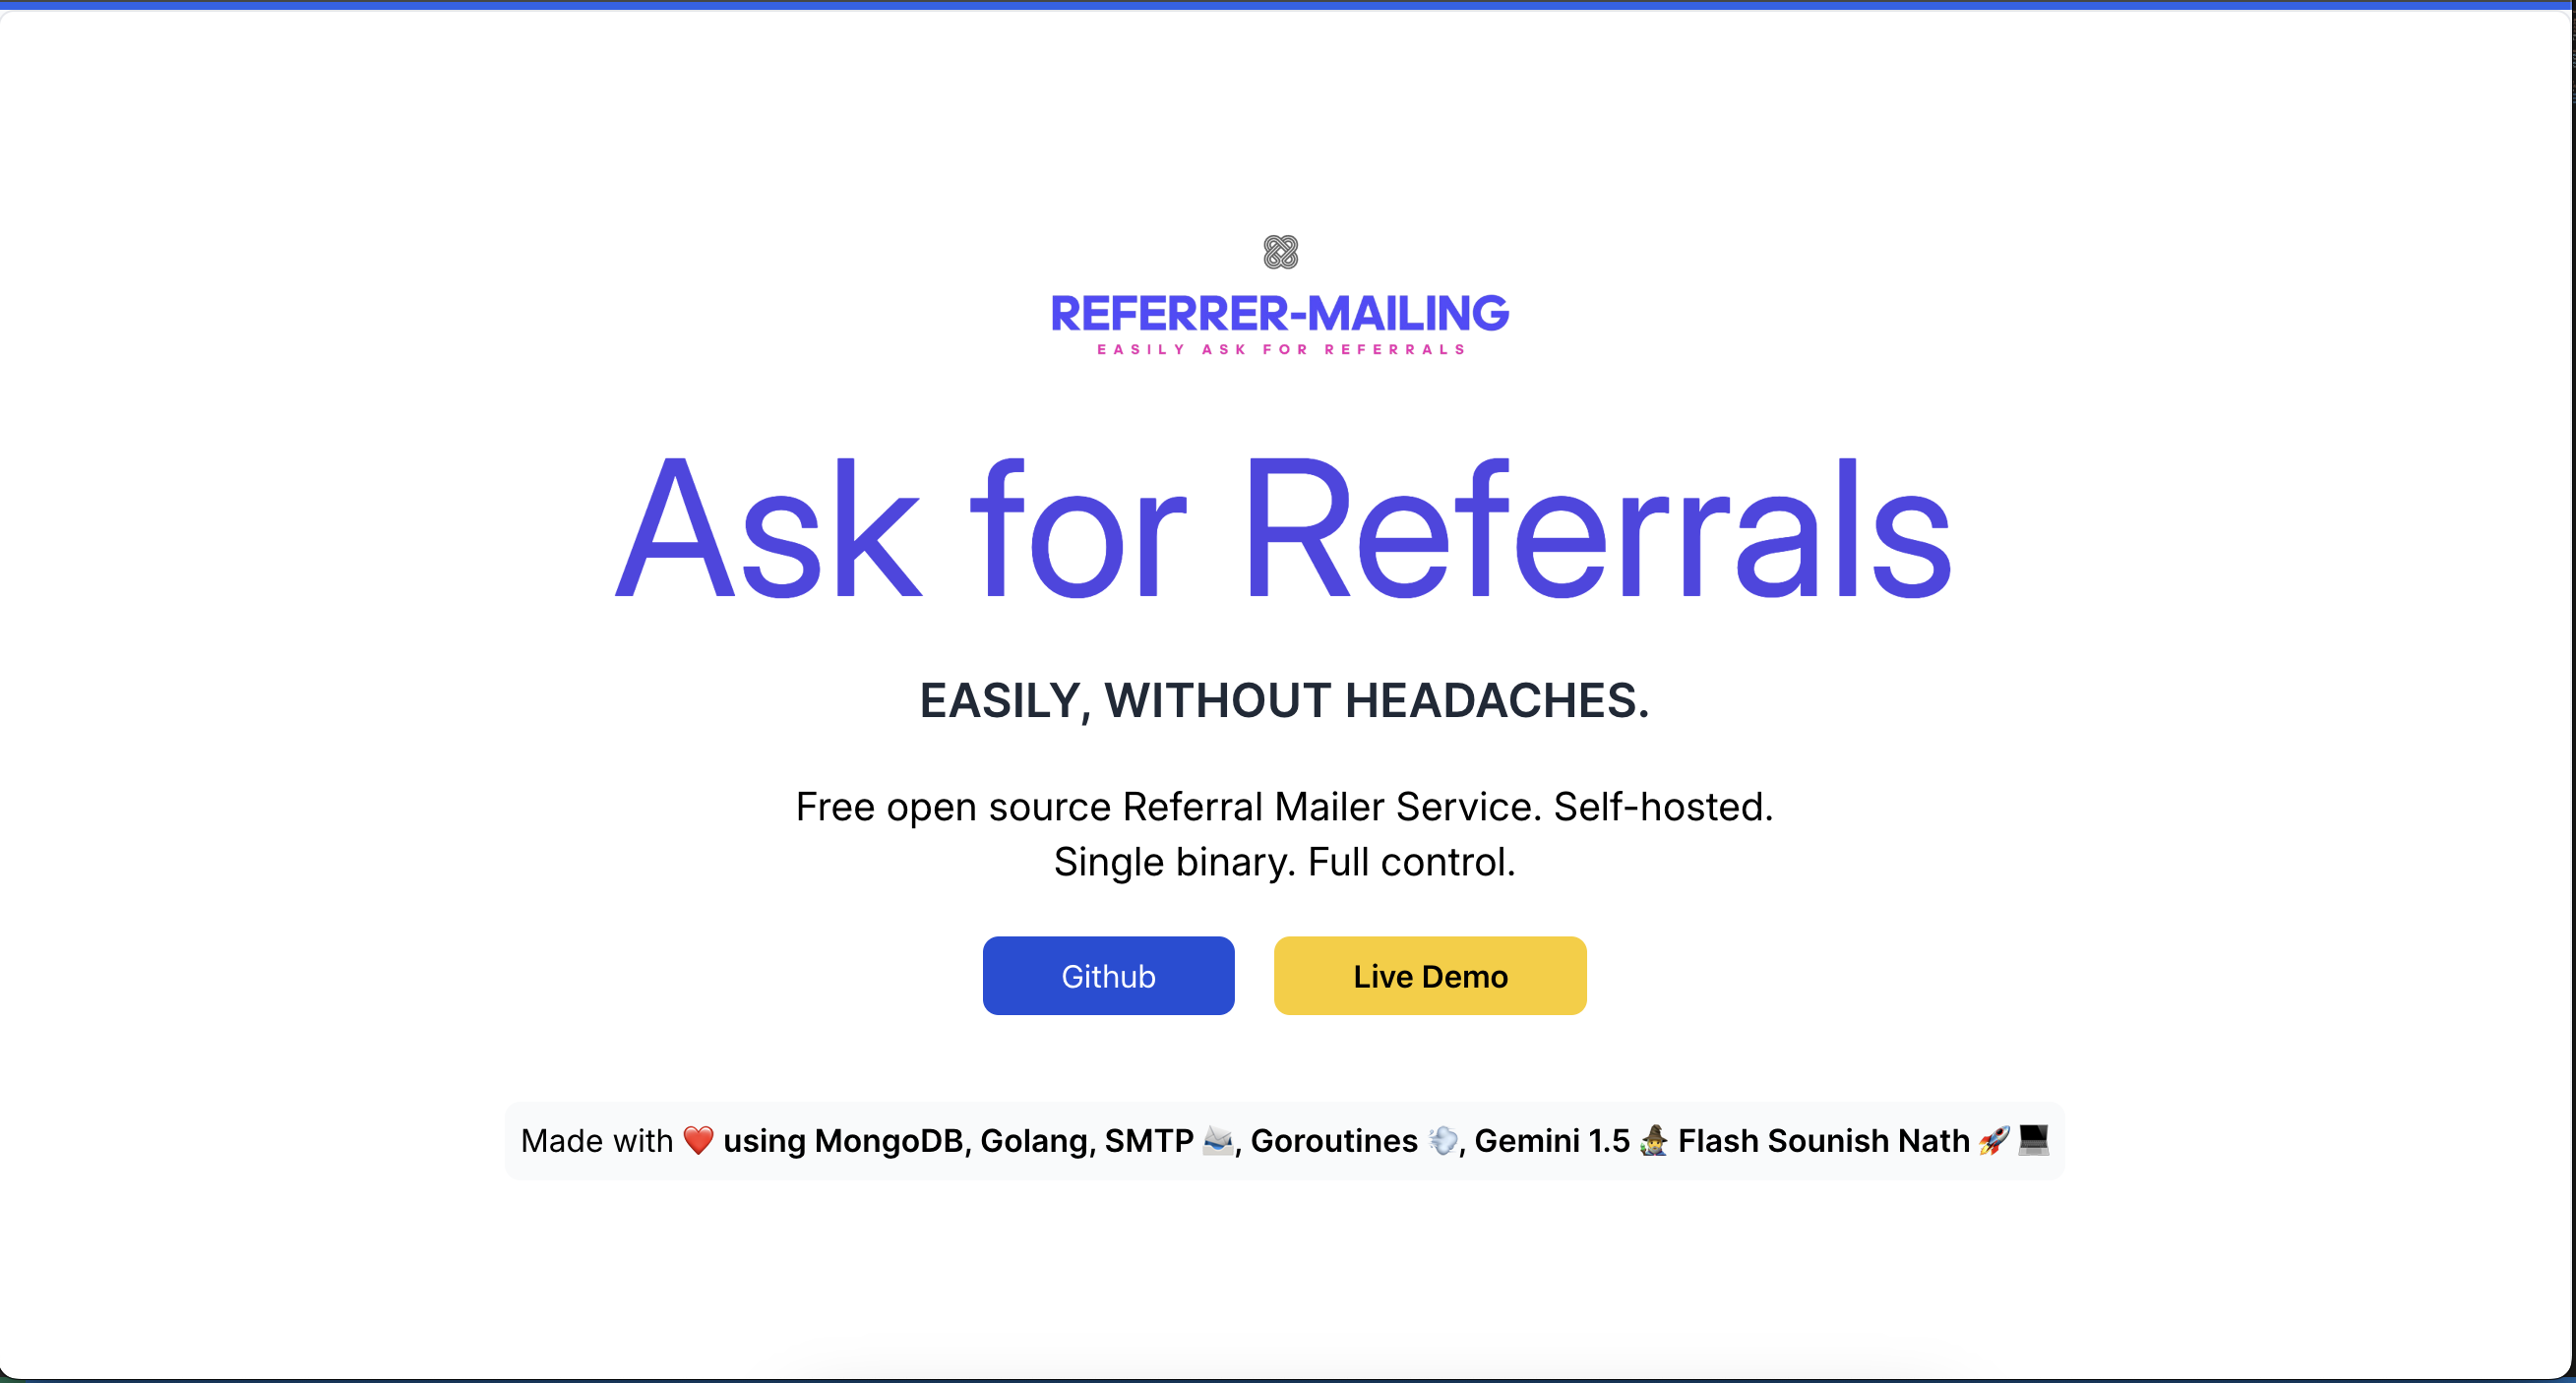 REFERRER-MAILING
EASILY ASK FOR REFERRALS
Ask for Referrals
EASILY, WITHOUT HEADACHES.
Free open source Referral Mailer Service. Self-hosted.
Single binary. Full control.
Github
Live Demo
Made with ❤️ using MongoDB, Golang, SMTP 📨, Goroutines 💨, Gemini 1.5 🧙‍♂️ Flash Sounish Nath 🚀 💻